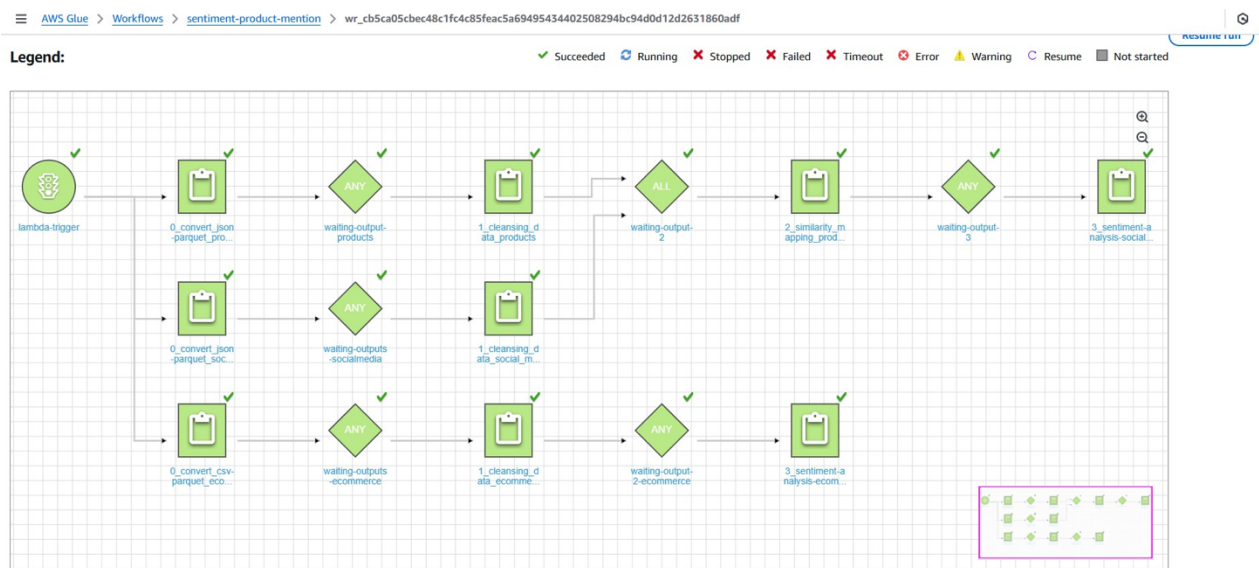 AWS Glue > Workflows > sentiment-product-mention > wr_cb5ca05cbec48c1fc4c85feac5a69495434402508294bc94d0d12d2631860adf
Resume run
Legend:
Succeeded Running Stopped Failed Timeout Error Warning Resume Not started
ANY ALL ANY
lambda-trigger
0_convert_json
-parquet_pro...
waiting-output-
products
1_cleansing_d
ata_products
waiting-output-
2
2_similarity_m
apping_prod...
waiting-output-
3
3_sentiment-a
nalysis-social...
ANY
0_convert_json
-parquet_soc...
waiting-outputs
-socialmedia
1_cleansing_d
ata_social_m...
ANY ANY
0_convert_csv-
parquet_eco...
waiting-outputs
-ecommerce
1_cleansing_d
ata_ecomme...
waiting-output-
2-ecommerce
3_sentiment-a
nalysis-ecom...